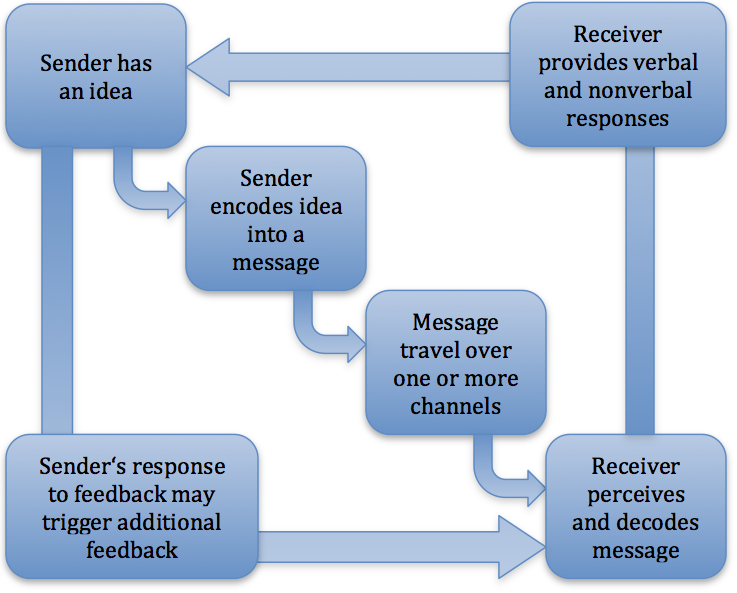 Sender has
an idea
Receiver
provides verbal
and nonverbal
responses
Sender
encodes idea
into a
message
Message
travel over
one or more
channels
Sender‘s response
to feedback may
trigger additional
feedback
Receiver
perceives
and decodes
message